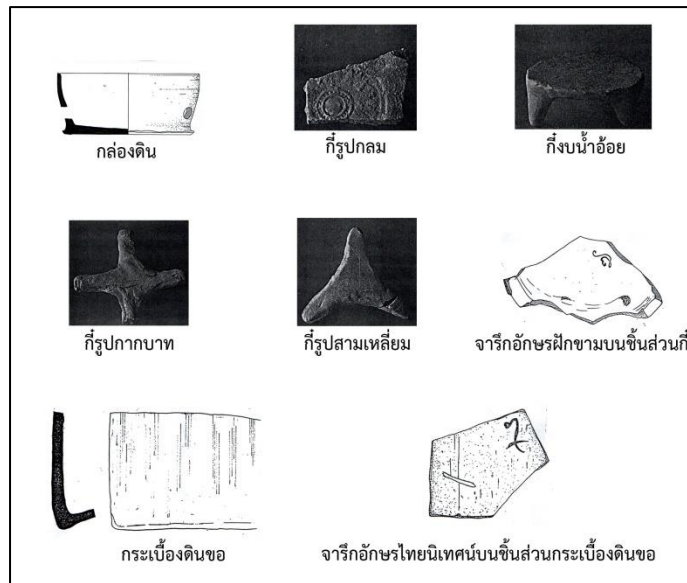 กล่องดิน
กี๋รูปกลม
กี๋งบน้ำอ้อย
กี๋รูปกากบาท
กี๋รูปสามเหลี่ยม
จารึกอักษรฝักขามบนชิ้นส่วนกี๋
กระเบื้องดินขอ
จารึกอักษรไทยนิเทศน์บนชิ้นส่วนกระเบื้องดินขอ